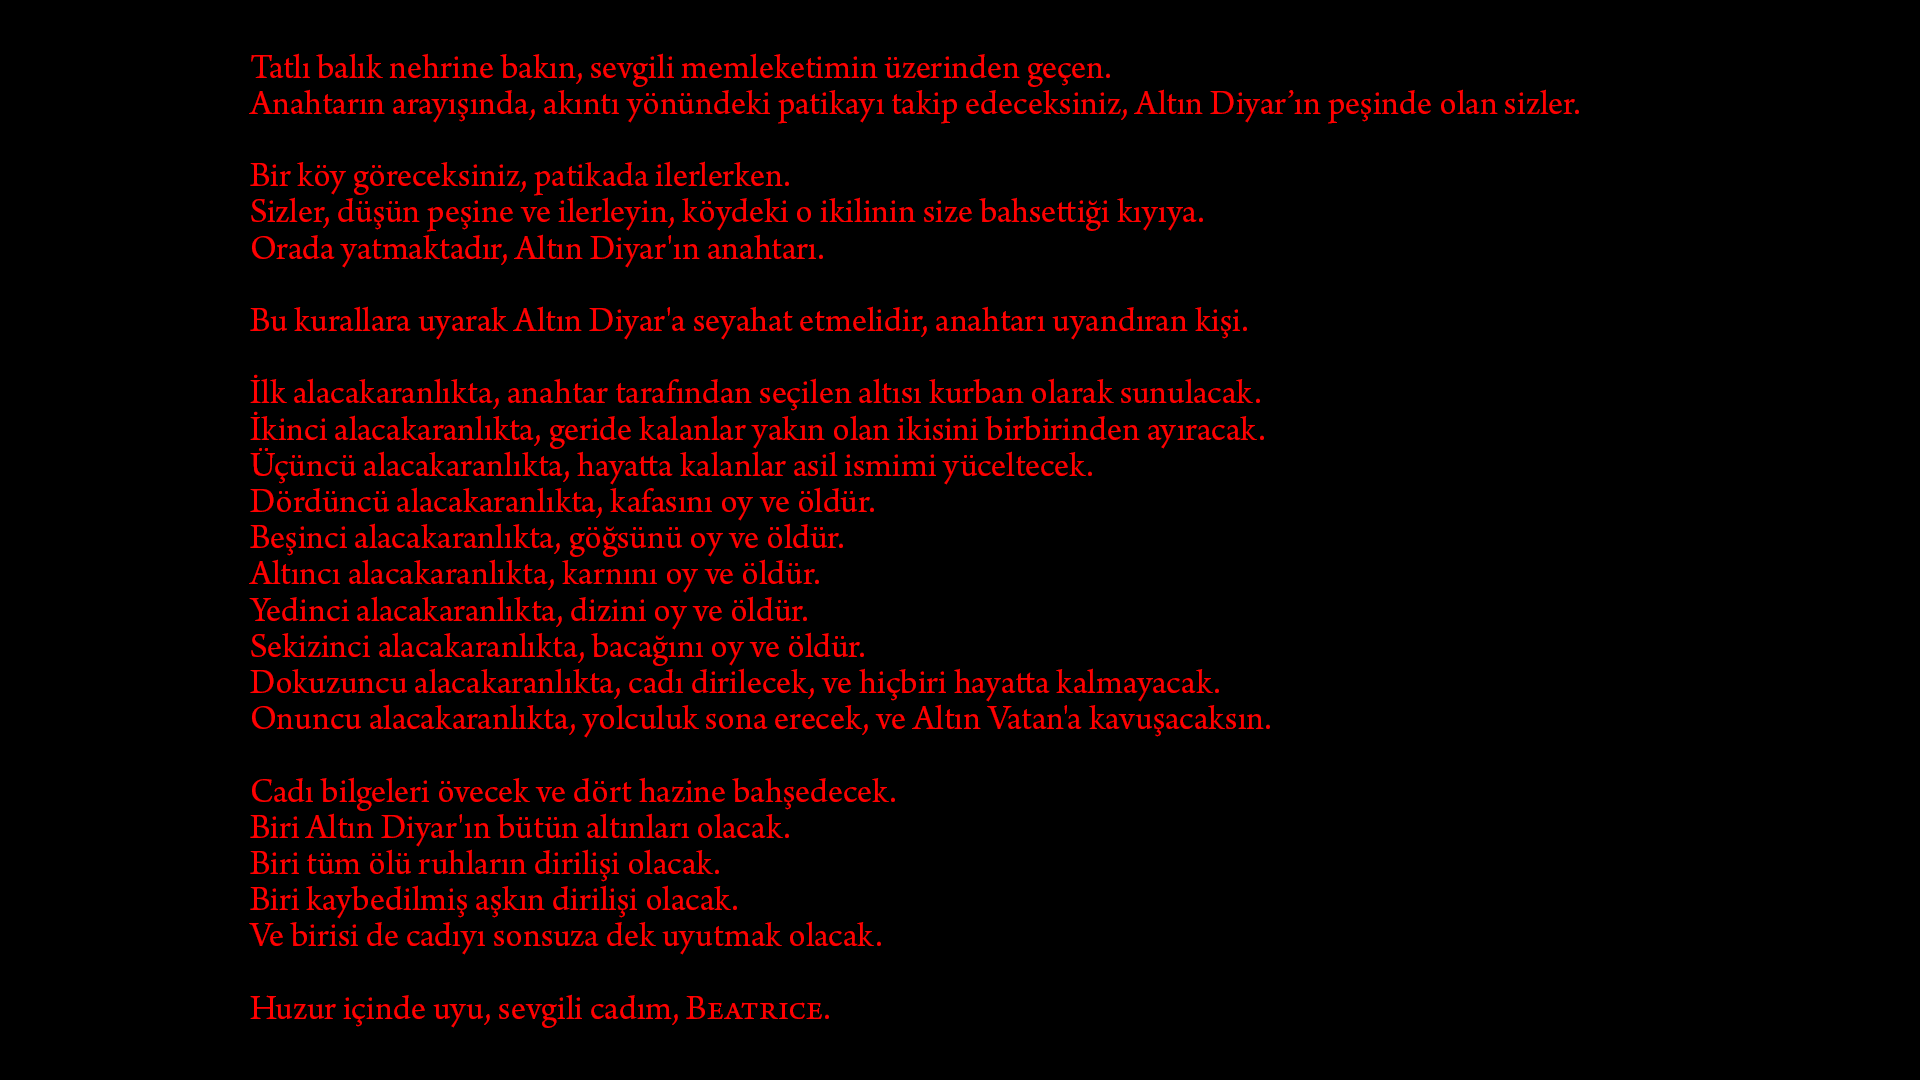 Tatlı balık nehrine bakın, sevgili memleketimin üzerinden geçen.
Anahtarın arayışında, akıntı yönündeki patikayı takip edeceksiniz, Altın Diyar’ın peşinde olan sizler.
Bir köy göreceksiniz, patikada ilerlerken.
Sizler, düşün peşine ve ilerleyin, köydeki o ikilinin size bahsettiği kıyıya.
Orada yatmaktadır, Altın Diyar'ın anahtarı.
Bu kurallara uyarak Altın Diyar'a seyahat etmelidir, anahtarı uyandıran kişi.
İlk alacakaranlıkta, anahtar tarafından seçilen altısı kurban olarak sunulacak.
İkinci alacakaranlıkta, geride kalanlar yakın olan ikisini birbirinden ayıracak.
Üçüncü alacakaranlıkta, hayatta kalanlar asil ismimi yüceltecek.
Dördüncü alacakaranlıkta, kafasını oy ve öldür.
Beşinci alacakaranlıkta, göğsünü oy ve öldür.
Altıncı alacakaranlıkta, karnını oy ve öldür.
Yedinci alacakaranlıkta, dizini oy ve öldür.
Sekizinci alacakaranlıkta, bacağını oy ve öldür.
Dokuzuncu alacakaranlıkta, cadı dirilecek, ve hiçbiri hayatta kalmayacak.
Onuncu alacakaranlıkta, yolculuk sona erecek, ve Altın Vatan'a kavuşacaksın.
Cadı bilgeleri övecek ve dört hazine bahşedecek.
Biri Altın Diyar'ın bütün altınları olacak.
Biri tüm ölü ruhların dirilişi olacak.
Biri kaybedilmiş aşkın dirilişi olacak.
Ve birisi de cadıyı sonsuza dek uyutmak olacak.
Huzur içinde uyu, sevgili cadım, BEATRICE.